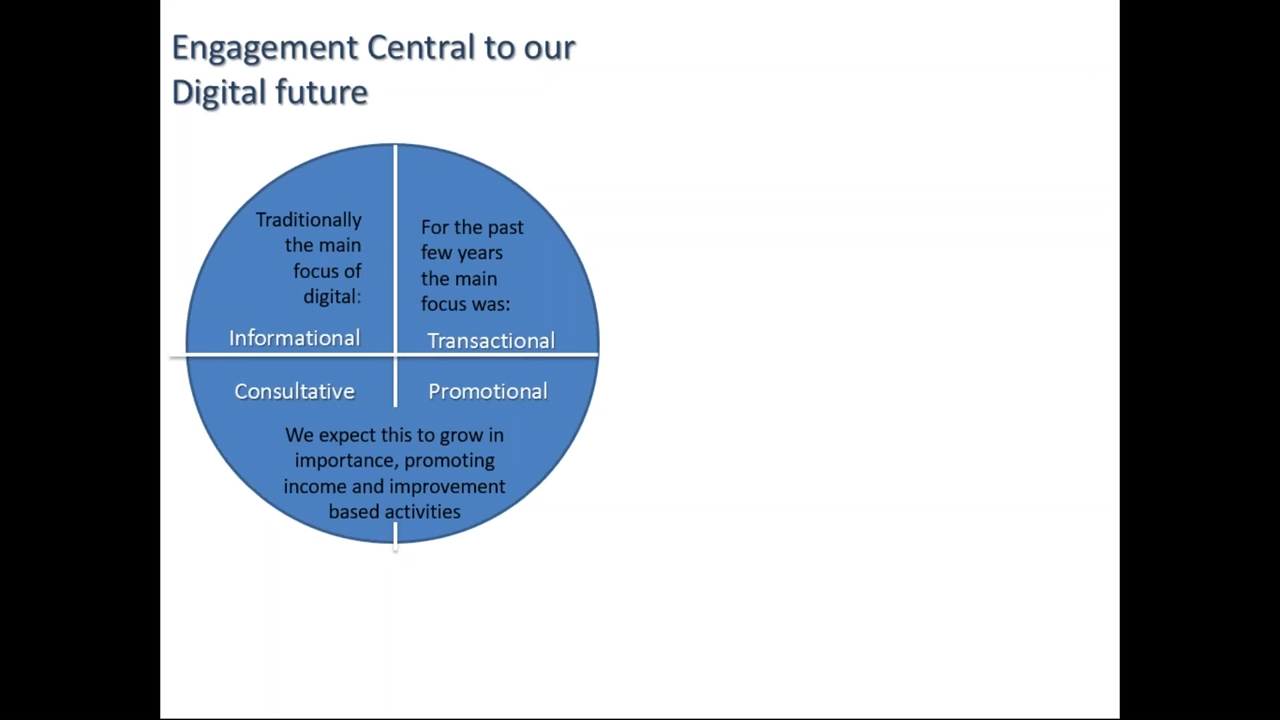 Engagement Central to our
Digital future
Traditionally
the main
focus of
digital:
Informational
For the past
few years
the main
focus was:
Transactional
Consultative
Promotional
We expect this to grow in
importance, promoting
income and improvement
based activities